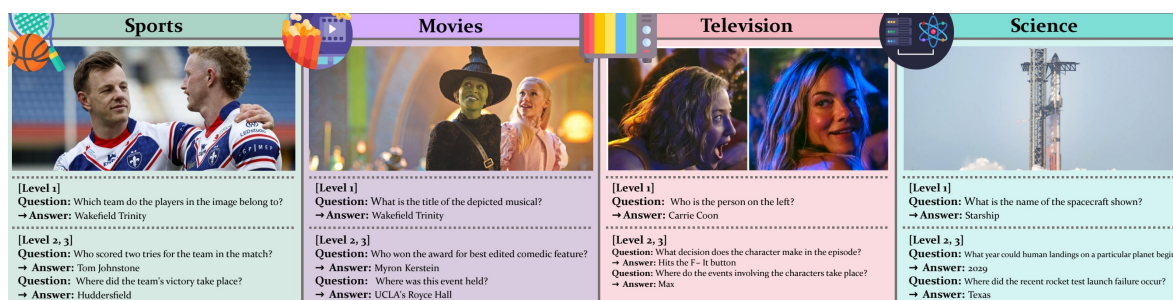 Sports
[Level 1]
Question: Which team do the players in the image belong to?
→ Answer: Wakefield Trinity
[Level 2, 3]
Question: Who scored two tries for the team in the match?
→ Answer: Tom Johnstone
Question: Where did the team's victory take place?
→ Answer: Huddersfield
Movies
[Level 1]
Question: What is the title of the depicted musical?
→ Answer: Wakefield Trinity
[Level 2, 3]
Question: Who won the award for best edited comedic feature?
→ Answer: Myron Kerstein
Question: Where was this event held?
→ Answer: UCLA's Royce Hall
Television
[Level 1]
Question: Who is the person on the left?
→ Answer: Carrie Coon
[Level 2, 3]
Question: What decision does the character make in the episode?
→ Answer: Hits the F– It button
Question: Where do the events involving the characters take place?
→ Answer: Max
Science
[Level 1]
Question: What is the name of the spacecraft shown?
→ Answer: Starship
[Level 2, 3]
Question: What year could human landings on a particular planet begin
→ Answer: 2029
Question: Where did the recent rocket test launch failure occur?
→ Answer: Texas